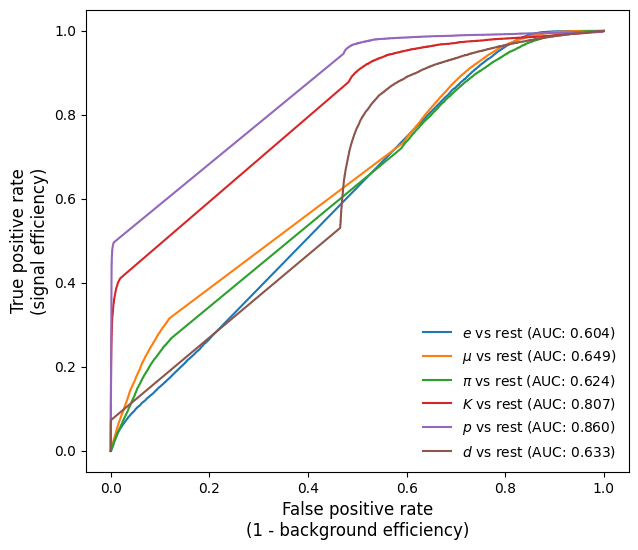 1.0
0.8
0.6
0.4
0.2
0.0
True positive rate
(signal efficiency)
e vs rest (AUC: 0.604)
μ vs rest (AUC: 0.649)
π vs rest (AUC: 0.624)
K vs rest (AUC: 0.807)
p vs rest (AUC: 0.860)
d vs rest (AUC: 0.633)
0.0 0.2 0.4 0.6 0.8 1.0
False positive rate
(1 - background efficiency)